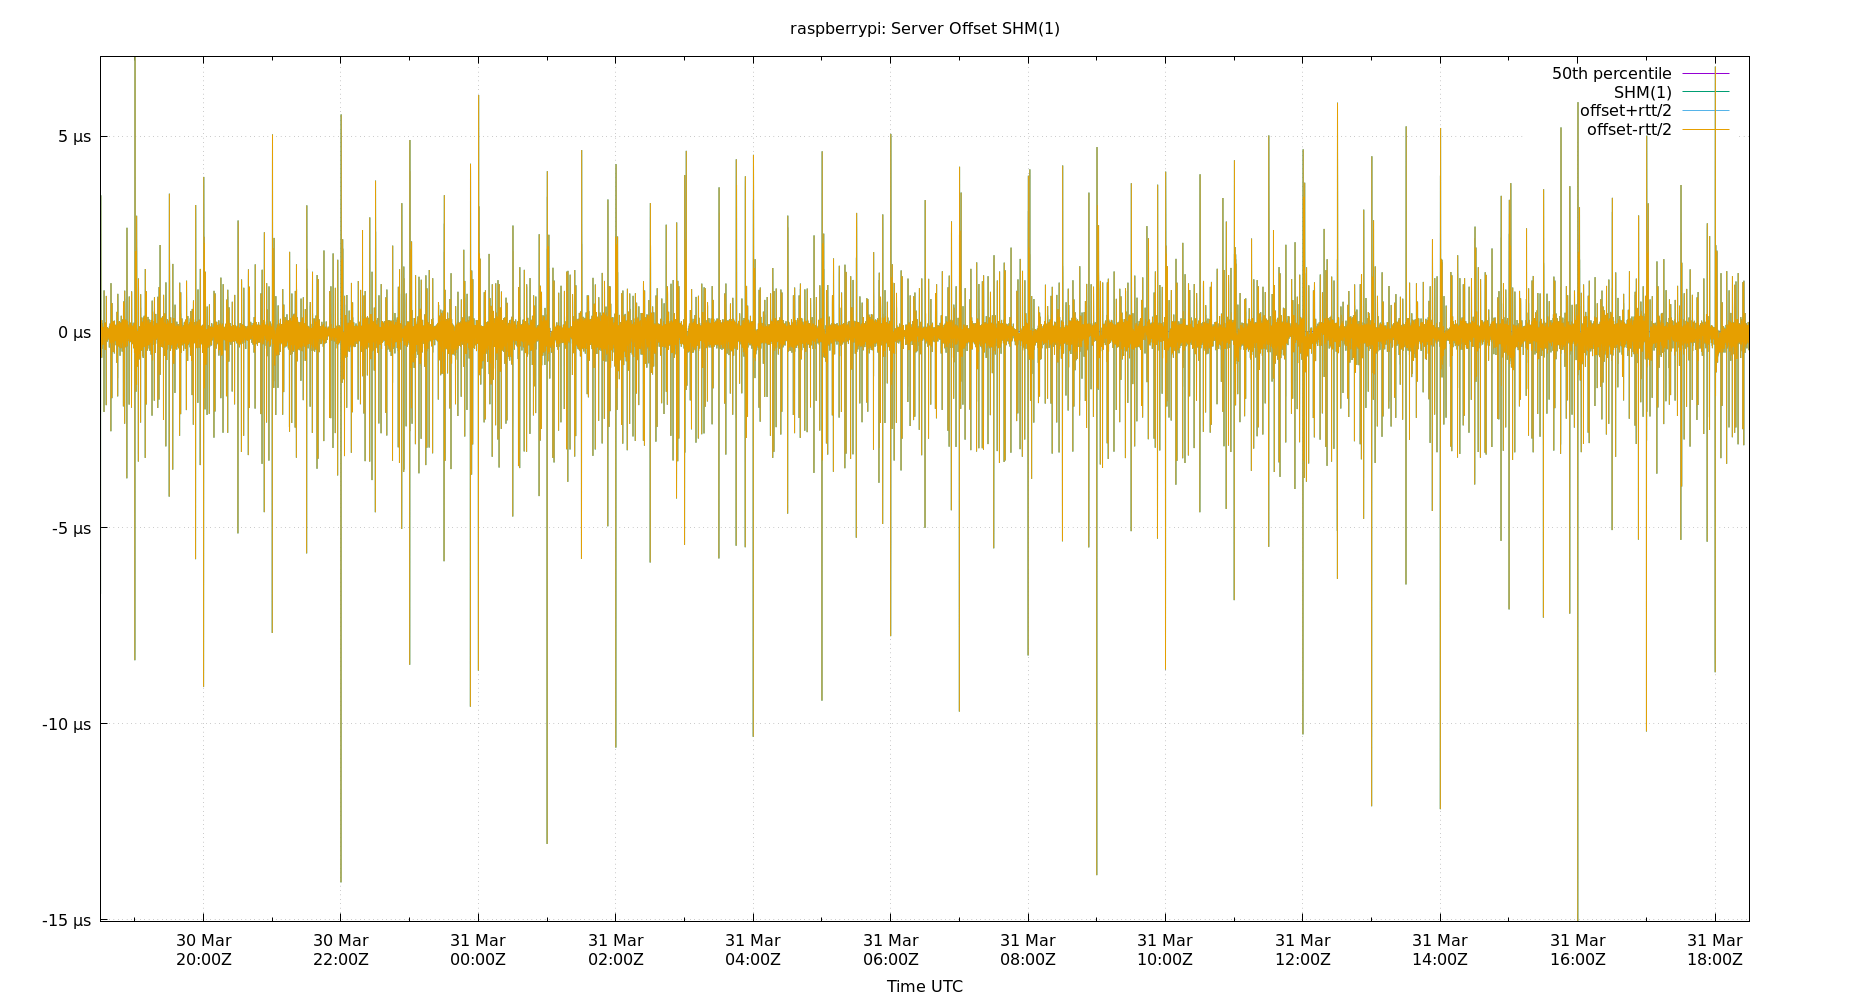 raspberrypi: Server Offset SHM(1)
50th percentile
SHM(1)
offset+rtt/2
offset-rtt/2
5 µs
0 µs
-5 µs
-10 µs
-15 µs
30 Mar 30 Mar 31 Mar 31 Mar 31 Mar 31 Mar 31 Mar 31 Mar 31 Mar 31 Mar 31 Mar 31 Mar
20:00Z 22:00Z 00:00Z 02:00Z 04:00Z 06:00Z 08:00Z 10:00Z 12:00Z 14:00Z 16:00Z 18:00Z
Time UTC